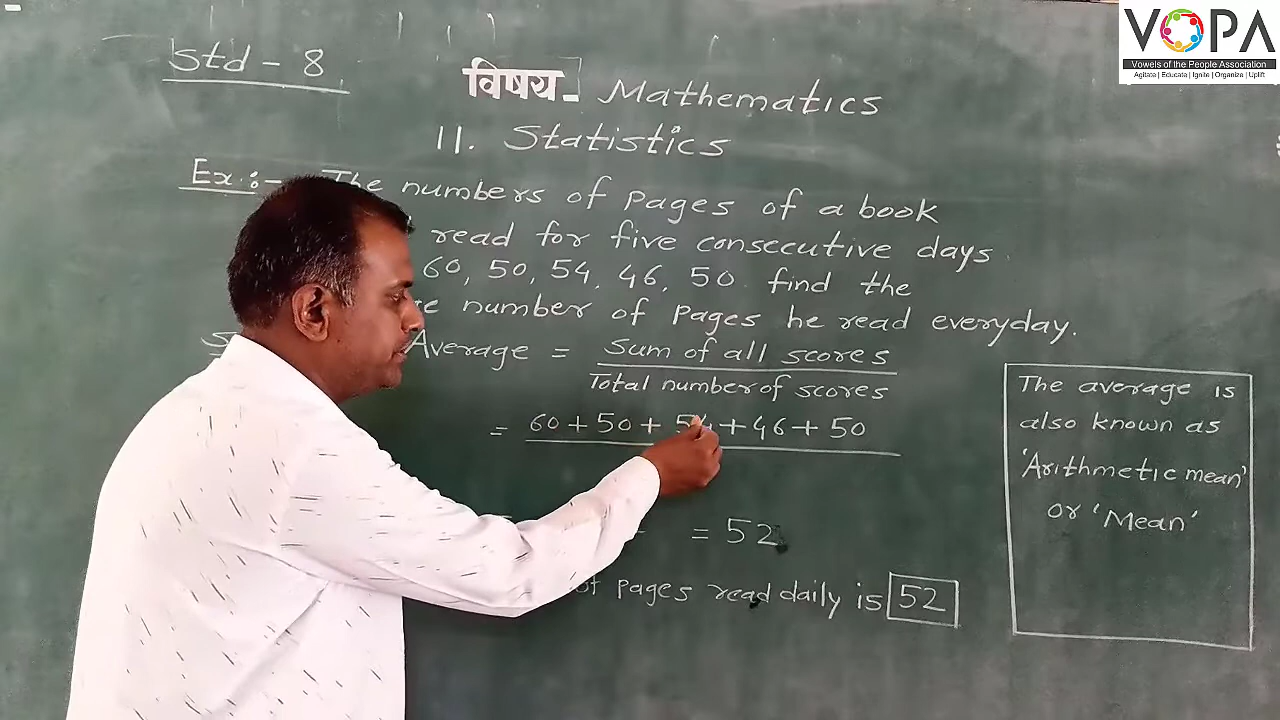 VOPA
Vowels of the People Association
Agitate | Educate | Ignite | Organize | Uplift
Std - 8
विषय - Mathematics
11. Statistics
Ex.:- The numbers of pages of a book
read for five consecutive days
60, 50, 54, 46, 50. find the
number of pages he read everyday.
Average = Sum of all scores
Total number of scores
= 60 + 50 + 54 + 46 + 50
= 52
of pages read daily is 52
The average is
also known as
'Arithmetic mean'
or 'Mean'